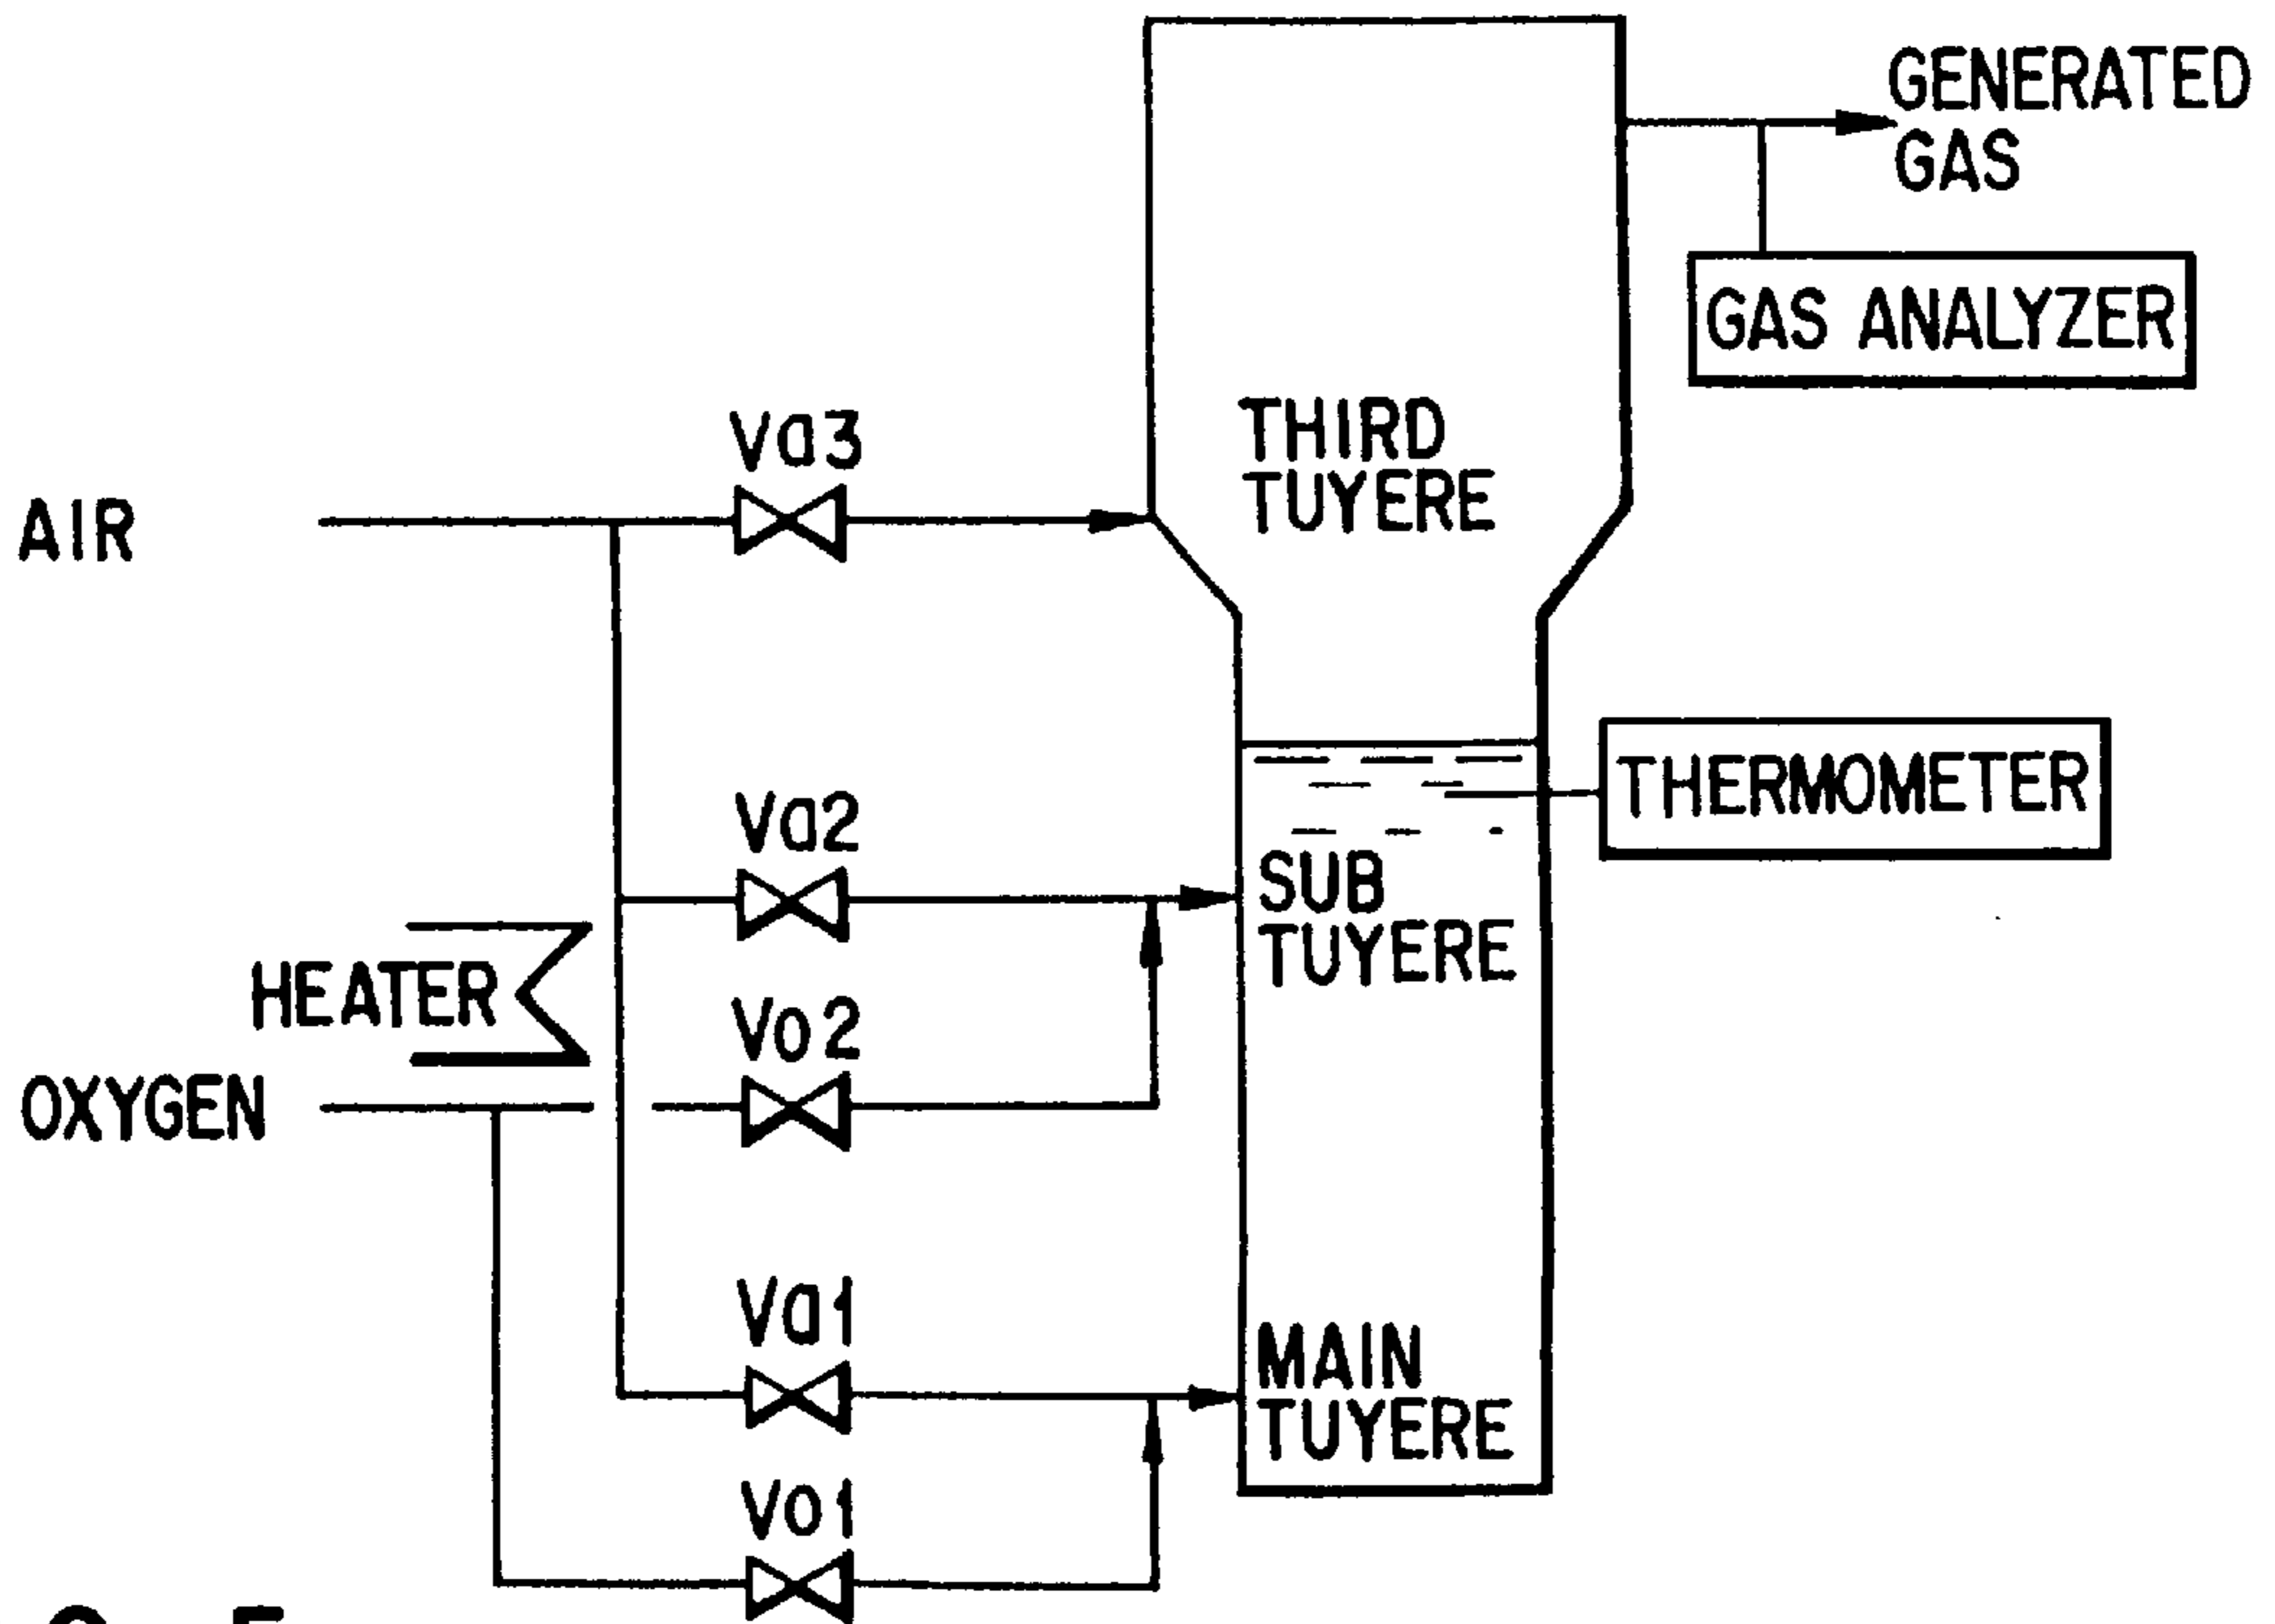 GENERATED
GAS
GAS ANALYZER
Va3
THIRD
TUYERE
AIR
THERMOMETER
Va2
SUB
TUYERE
HEATER
Vo2
OXYGEN
Va1
MAIN
TUYERE
Vo1